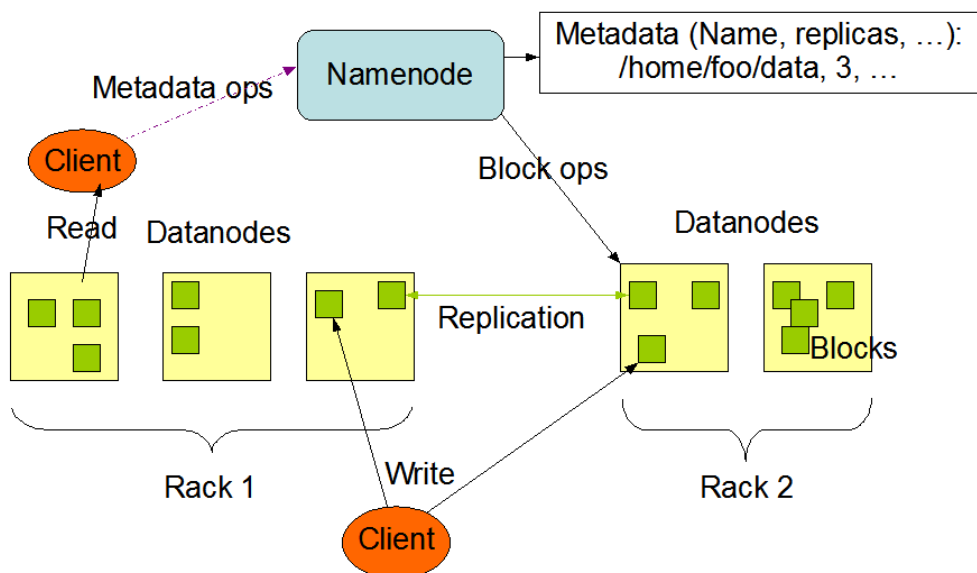 Metadata (Name, replicas, …):
/home/foo/data, 3, …
Namenode
Metadata ops
Client
Block ops
Read
Datanodes
Datanodes
Replication
Blocks
Rack 1
Write
Rack 2
Client